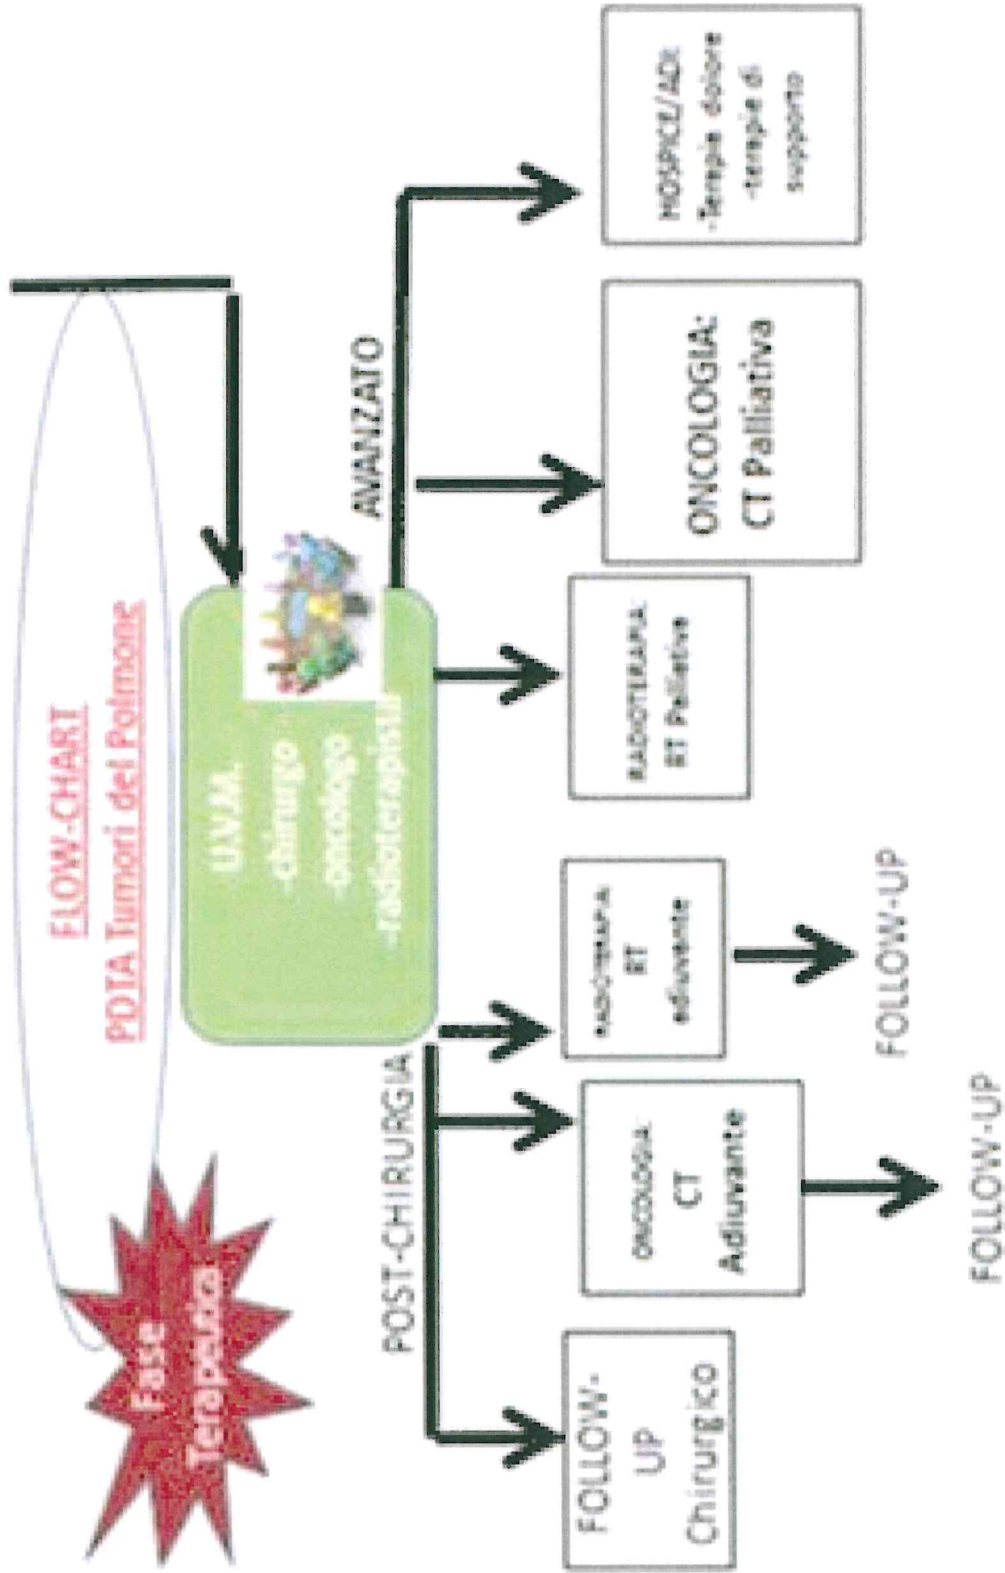 FLOW-CHART
PDTA Tumori del Polmone
Fase
Terapeutica
U.V.M.
-chirurgo
-oncologo
-radioterapista
POST-CHIRURGIA
AVANZATO
FOLLOW-
UP
Chirurgico
ONCOLOGIA:
CT
Adiuvante
RADIOTERAPIA:
RT
adiuvante
RADIOTERAPIA:
RT Palliativa
ONCOLOGIA:
CT Palliativa
HOSPICE/ADI:
-Terapia dolore
-terapie di
supporto
FOLLOW-UP
FOLLOW-UP